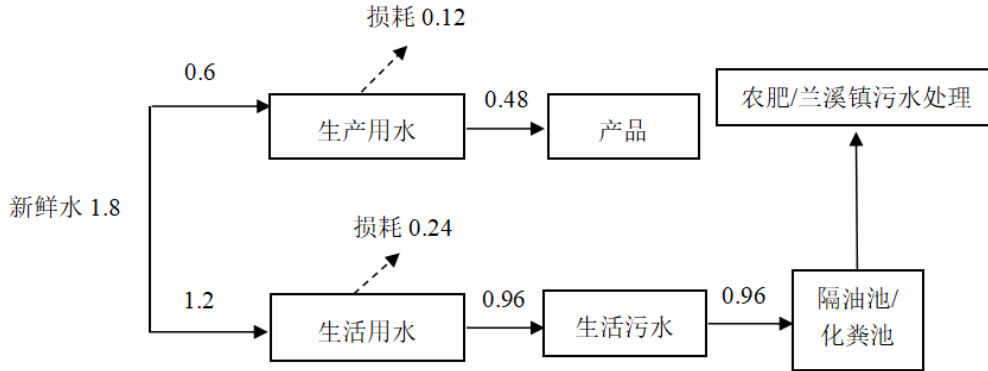 损耗 0.12
0.6
0.48
生产用水
产品
农肥/兰溪镇污水处理
新鲜水 1.8
损耗 0.24
1.2
0.96
0.96
生活用水
生活污水
隔油池/
化粪池